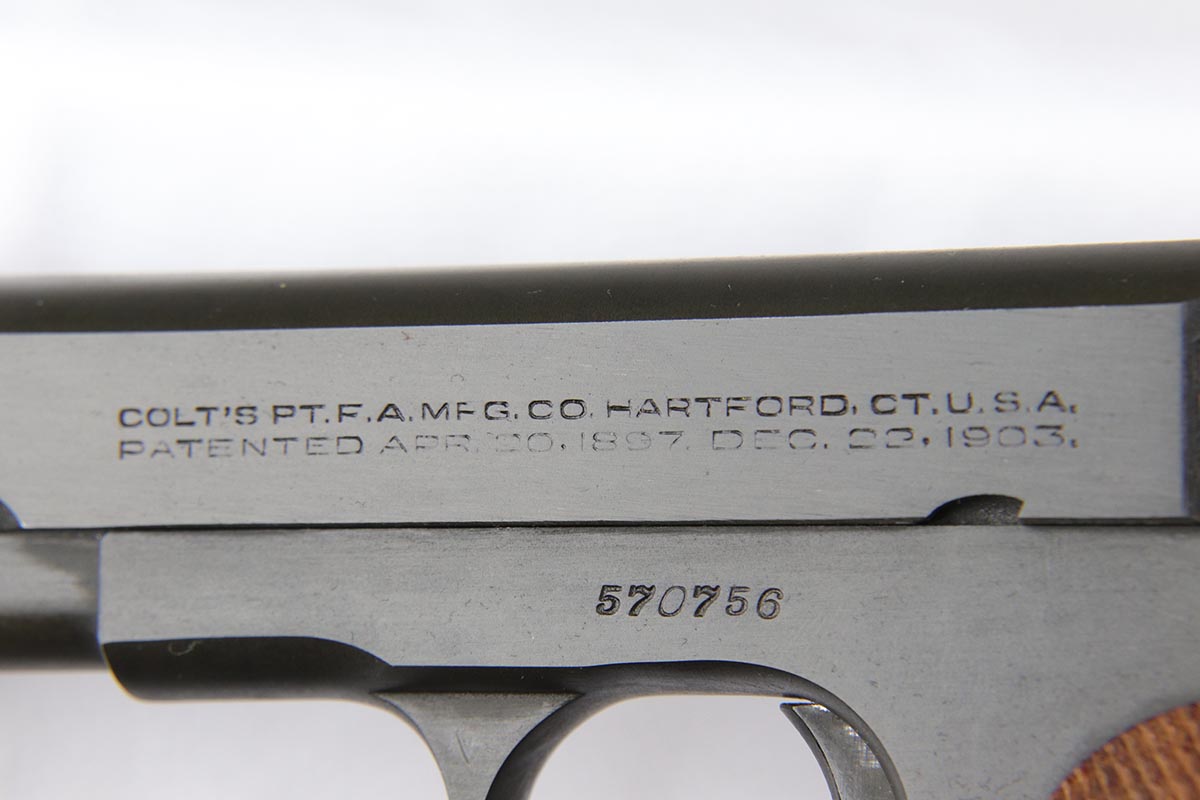 COLT'S PT.F.A.MFG.CO. HARTFORD, CT.U.S.A.
PATENTED APR. 20, 1897. DEC. 22, 1903.
570756